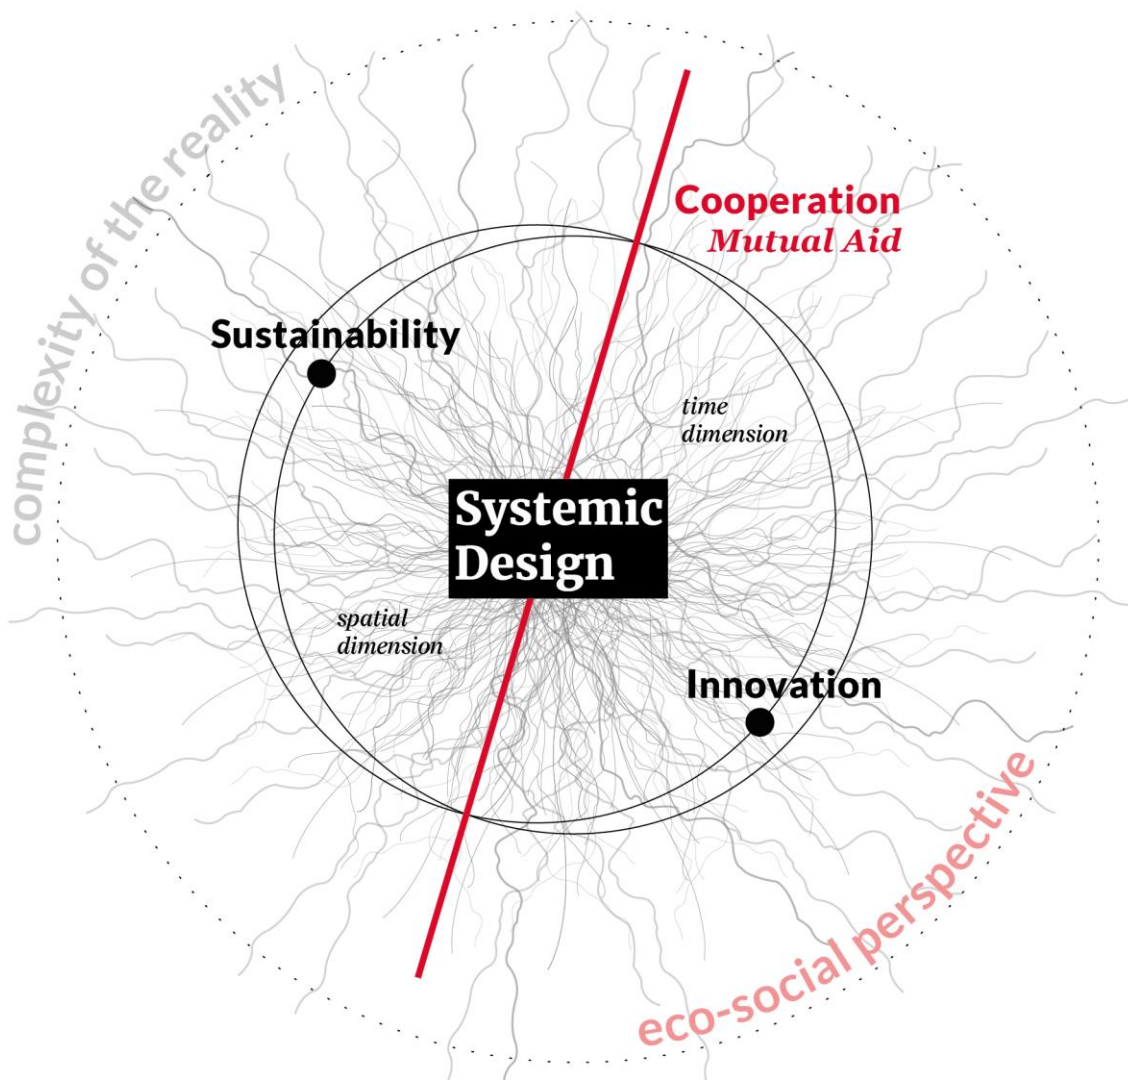 complexity of the reality
Cooperation
Mutual Aid
Sustainability
time
dimension
Systemic
Design
spatial
dimension
Innovation
eco-social perspective